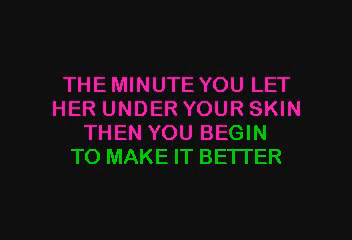 THE MINUTE YOU LET
HER UNDER YOUR SKIN
THEN YOU BEGIN
TO MAKE IT BETTER